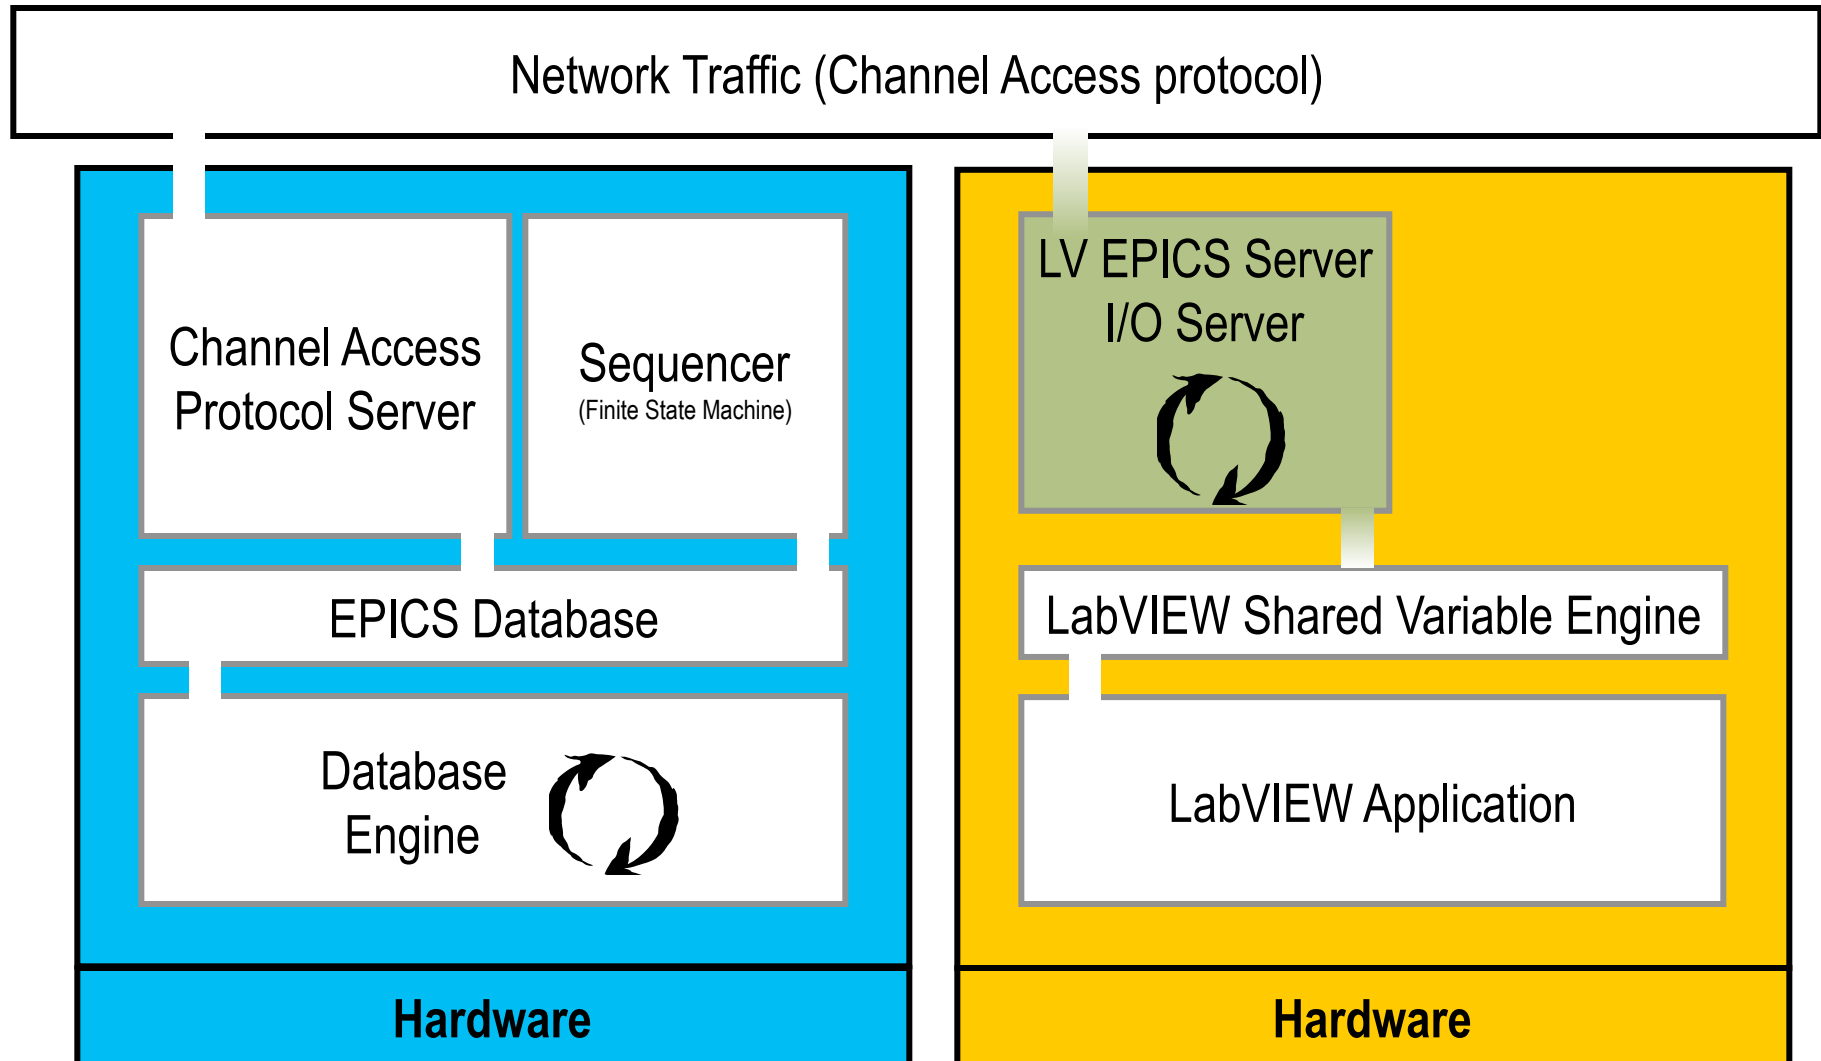 Network Traffic (Channel Access protocol)
Channel Access
Protocol Server
Sequencer
(Finite State Machine)
EPICS Database
Database
Engine
Hardware
LV EPICS Server
I/O Server
LabVIEW Shared Variable Engine
LabVIEW Application
Hardware